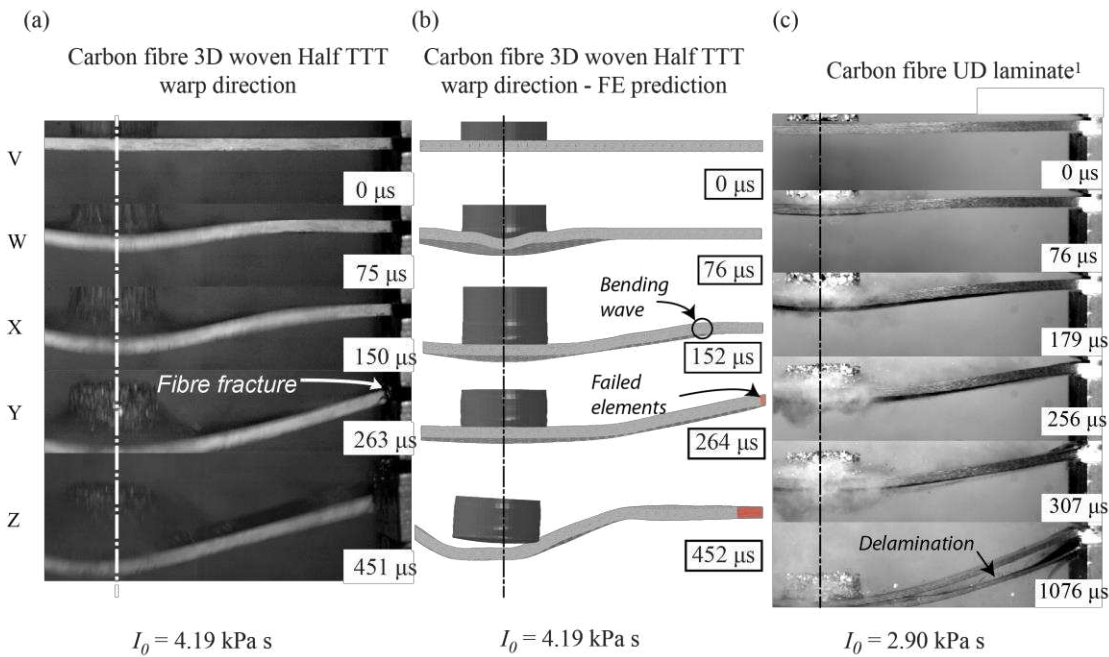 (a)
Carbon fibre 3D woven Half TTT
warp direction
V
0 μs
W
75 μs
X
150 μs
Fibre fracture
Y
263 μs
Z
451 μs
I₀ = 4.19 kPa s
(b)
Carbon fibre 3D woven Half TTT
warp direction - FE prediction
0 μs
76 μs
Bending
wave
152 μs
Failed
elements
264 μs
452 μs
I₀ = 4.19 kPa s
(c)
Carbon fibre UD laminate¹
0 μs
76 μs
179 μs
256 μs
307 μs
Delamination
1076 μs
I₀ = 2.90 kPa s